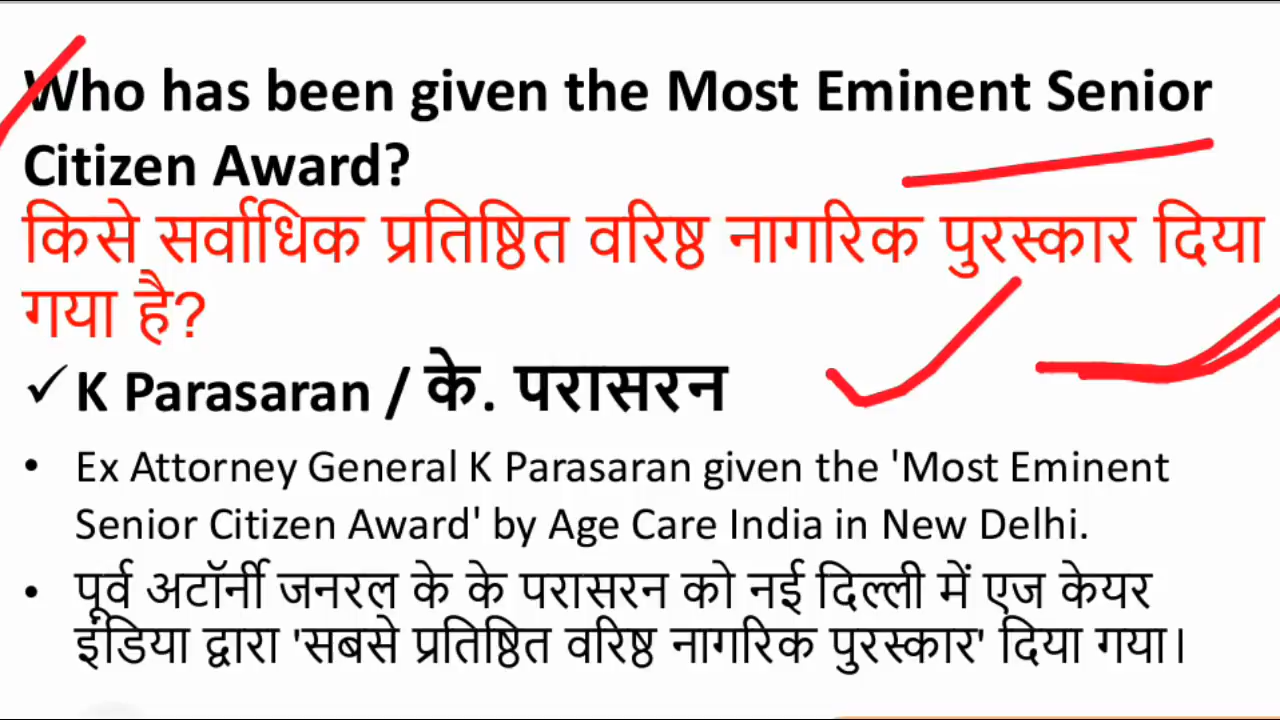 Who has been given the Most Eminent Senior
Citizen Award?
किसे सर्वाधिक प्रतिष्ठित वरिष्ठ नागरिक पुरस्कार दिया
गया है?
✓ K Parasaran / के. परासरन
• Ex Attorney General K Parasaran given the 'Most Eminent
Senior Citizen Award' by Age Care India in New Delhi.
• पूर्व अटॉर्नी जनरल के के परासरन को नई दिल्ली में एज केयर
इंडिया द्वारा 'सबसे प्रतिष्ठित वरिष्ठ नागरिक पुरस्कार' दिया गया।